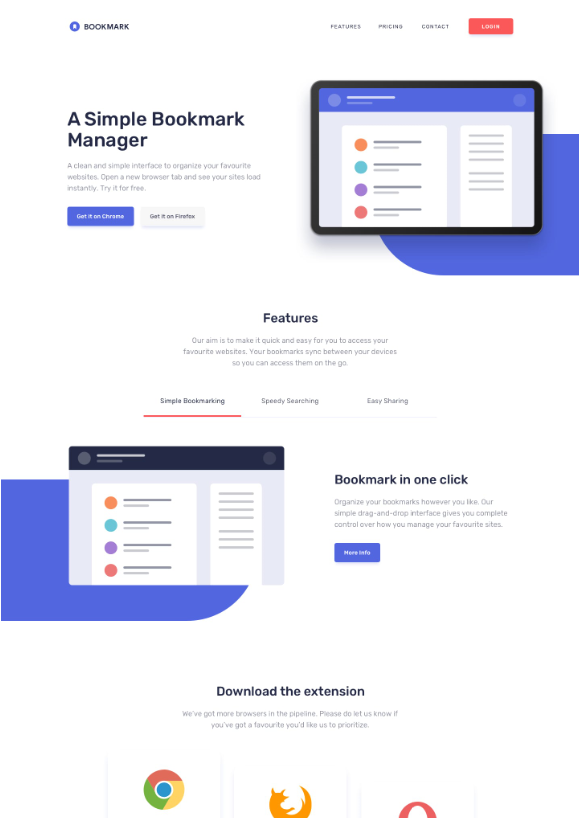 BOOKMARK
FEATURES
PRICING
CONTACT
LOGIN
A Simple Bookmark
Manager
A clean and simple interface to organize your favourite
websites. Open a new browser tab and see your sites load
instantly. Try it for free.
Get it on Chrome
Get it on Firefox
Features
Our aim is to make it quick and easy for you to access your
favourite websites. Your bookmarks sync between your devices
so you can access them on the go.
Simple Bookmarking
Speedy Searching
Easy Sharing
Bookmark in one click
Organize your bookmarks however you like. Our
simple drag-and-drop interface gives you complete
control over how you manage your favourite sites.
More Info
Download the extension
We've got more browsers in the pipeline. Please do let us know if
you've got a favourite you'd like us to prioritize.